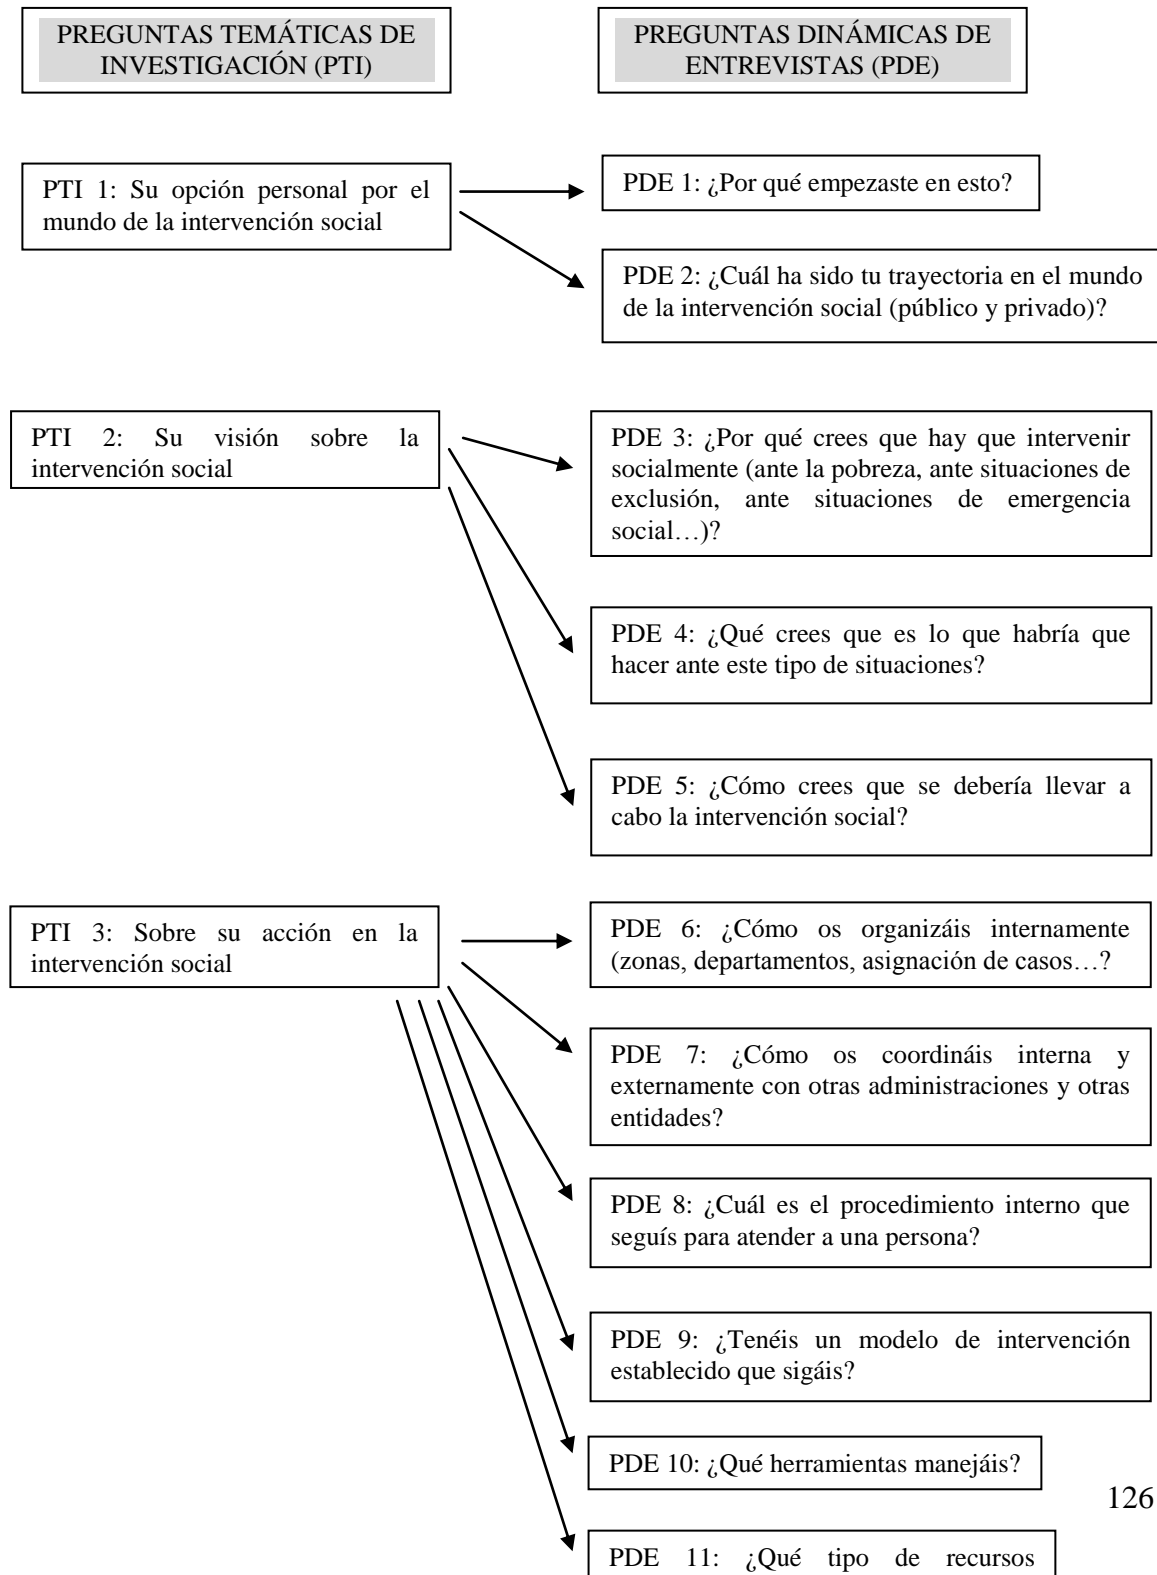 PREGUNTAS TEMÁTICAS DE
INVESTIGACIÓN (PTI)
PREGUNTAS DINÁMICAS DE
ENTREVISTAS (PDE)
PTI 1: Su opción personal por el
mundo de la intervención social
PDE 1: ¿Por qué empezaste en esto?
PDE 2: ¿Cuál ha sido tu trayectoria en el mundo
de la intervención social (público y privado)?
PTI 2: Su visión sobre la
intervención social
PDE 3: ¿Por qué crees que hay que intervenir
socialmente (ante la pobreza, ante situaciones de
exclusión, ante situaciones de emergencia
social…)?
PDE 4: ¿Qué crees que es lo que habría que
hacer ante este tipo de situaciones?
PDE 5: ¿Cómo crees que se debería llevar a
cabo la intervención social?
PTI 3: Sobre su acción en la
intervención social
PDE 6: ¿Cómo os organizáis internamente
(zonas, departamentos, asignación de casos…?
PDE 7: ¿Cómo os coordináis interna y
externamente con otras administraciones y otras
entidades?
PDE 8: ¿Cuál es el procedimiento interno que
seguís para atender a una persona?
PDE 9: ¿Tenéis un modelo de intervención
establecido que sigáis?
PDE 10: ¿Qué herramientas manejáis?
126
PDE 11: ¿Qué tipo de recursos